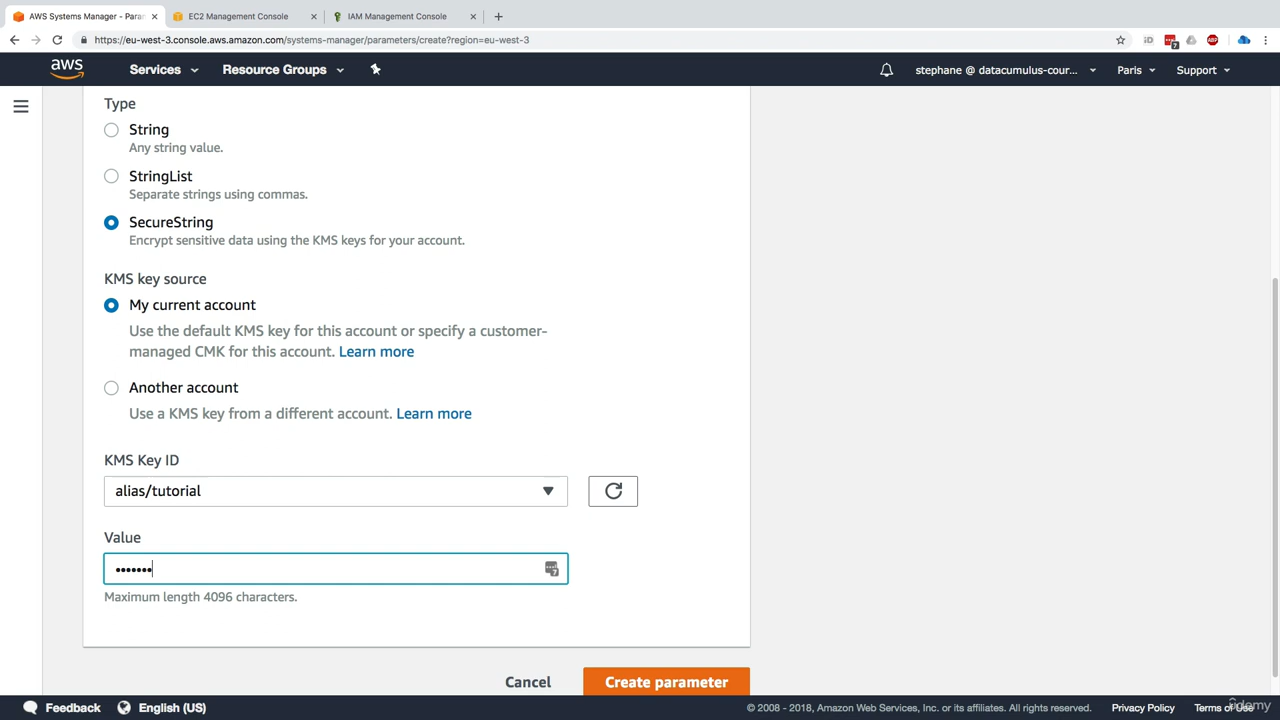 AWS Systems Manager - Para
EC2 Management Console
IAM Management Console
https://eu-west-3.console.aws.amazon.com/systems-manager/parameters/create?region=eu-west-3
aws
Services
Resource Groups
stephane @ datacumulus-cour...
Paris
Support
Type
String
Any string value.
StringList
Separate strings using commas.
SecureString
Encrypt sensitive data using the KMS keys for your account.
KMS key source
My current account
Use the default KMS key for this account or specify a customer-
managed CMK for this account. Learn more
Another account
Use a KMS key from a different account. Learn more
KMS Key ID
alias/tutorial
Value
•••••••
Maximum length 4096 characters.
Cancel
Create parameter
Feedback
English (US)
© 2008 - 2018, Amazon Web Services, Inc. or its affiliates. All rights reserved.
Privacy Policy
Terms of Use
Udemy